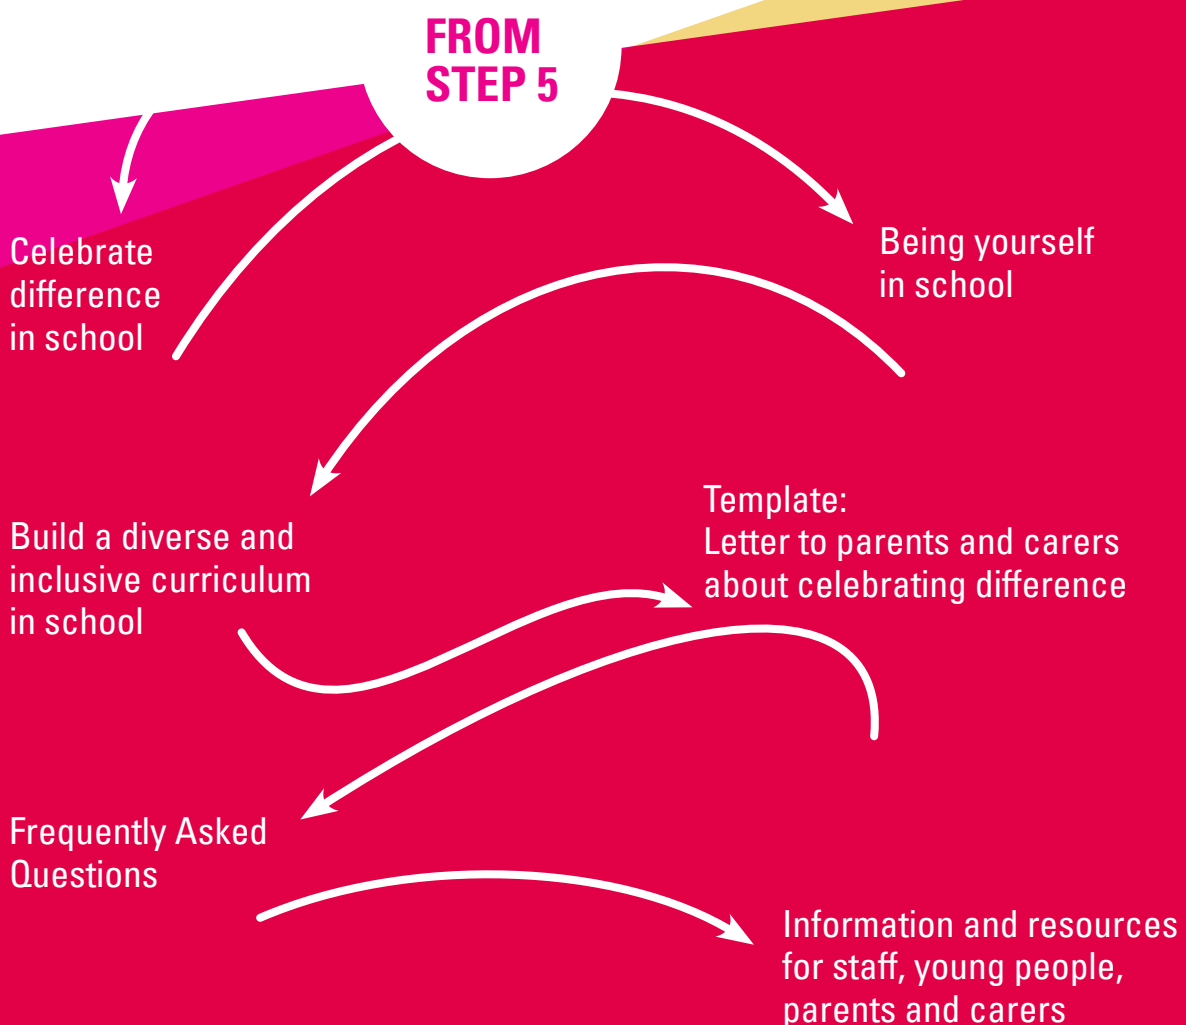 FROM
STEP 5
Celebrate
difference
in school
Being yourself
in school
Build a diverse and
inclusive curriculum
in school
Template:
Letter to parents and carers
about celebrating difference
Frequently Asked
Questions
Information and resources
for staff, young people,
parents and carers